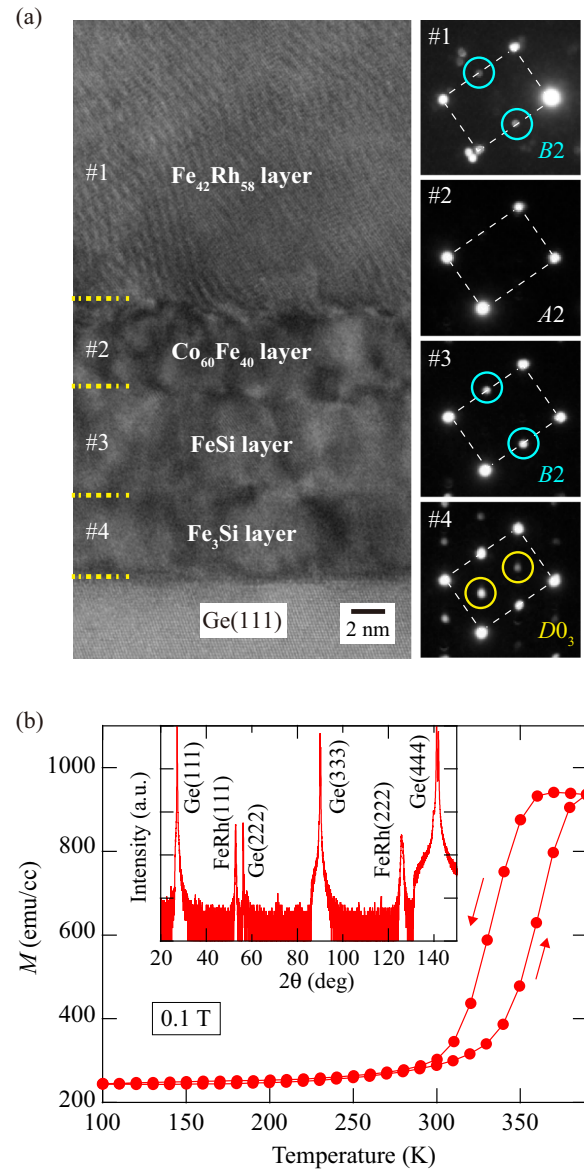 (a)
#1
Fe42Rh58 layer
#2
Co60Fe40 layer
#3
FeSi layer
#4
Fe3Si layer
Ge(111)
2 nm
#1
B2
#2
A2
#3
B2
#4
D03
(b)
1000
800
600
400
200
M (emu/cc)
100 150 200 250 300 350
Temperature (K)
0.1 T
Intensity (a.u.)
Ge(111)
FeRh(111)
Ge(222)
Ge(333)
FeRh(222)
Ge(444)
20 40 60 80 100 120 140
2θ (deg)